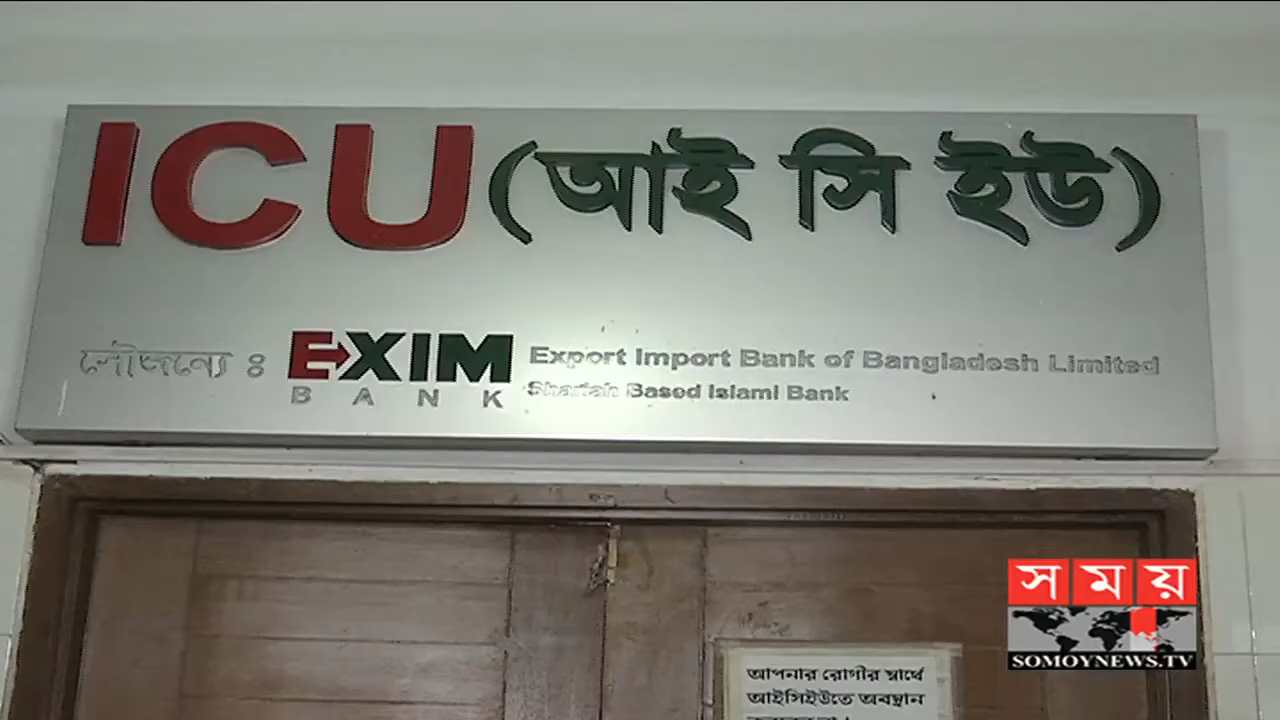 ICU (আই সি ইউ)
সৌজন্যে ঃ EXIM BANK
Export Import Bank of Bangladesh Limited
Shariah Based Islami Bank
আপনার রোগীর স্বার্থে
আইসিইউতে অবস্থান
সময়
SOMOYNEWS.TV